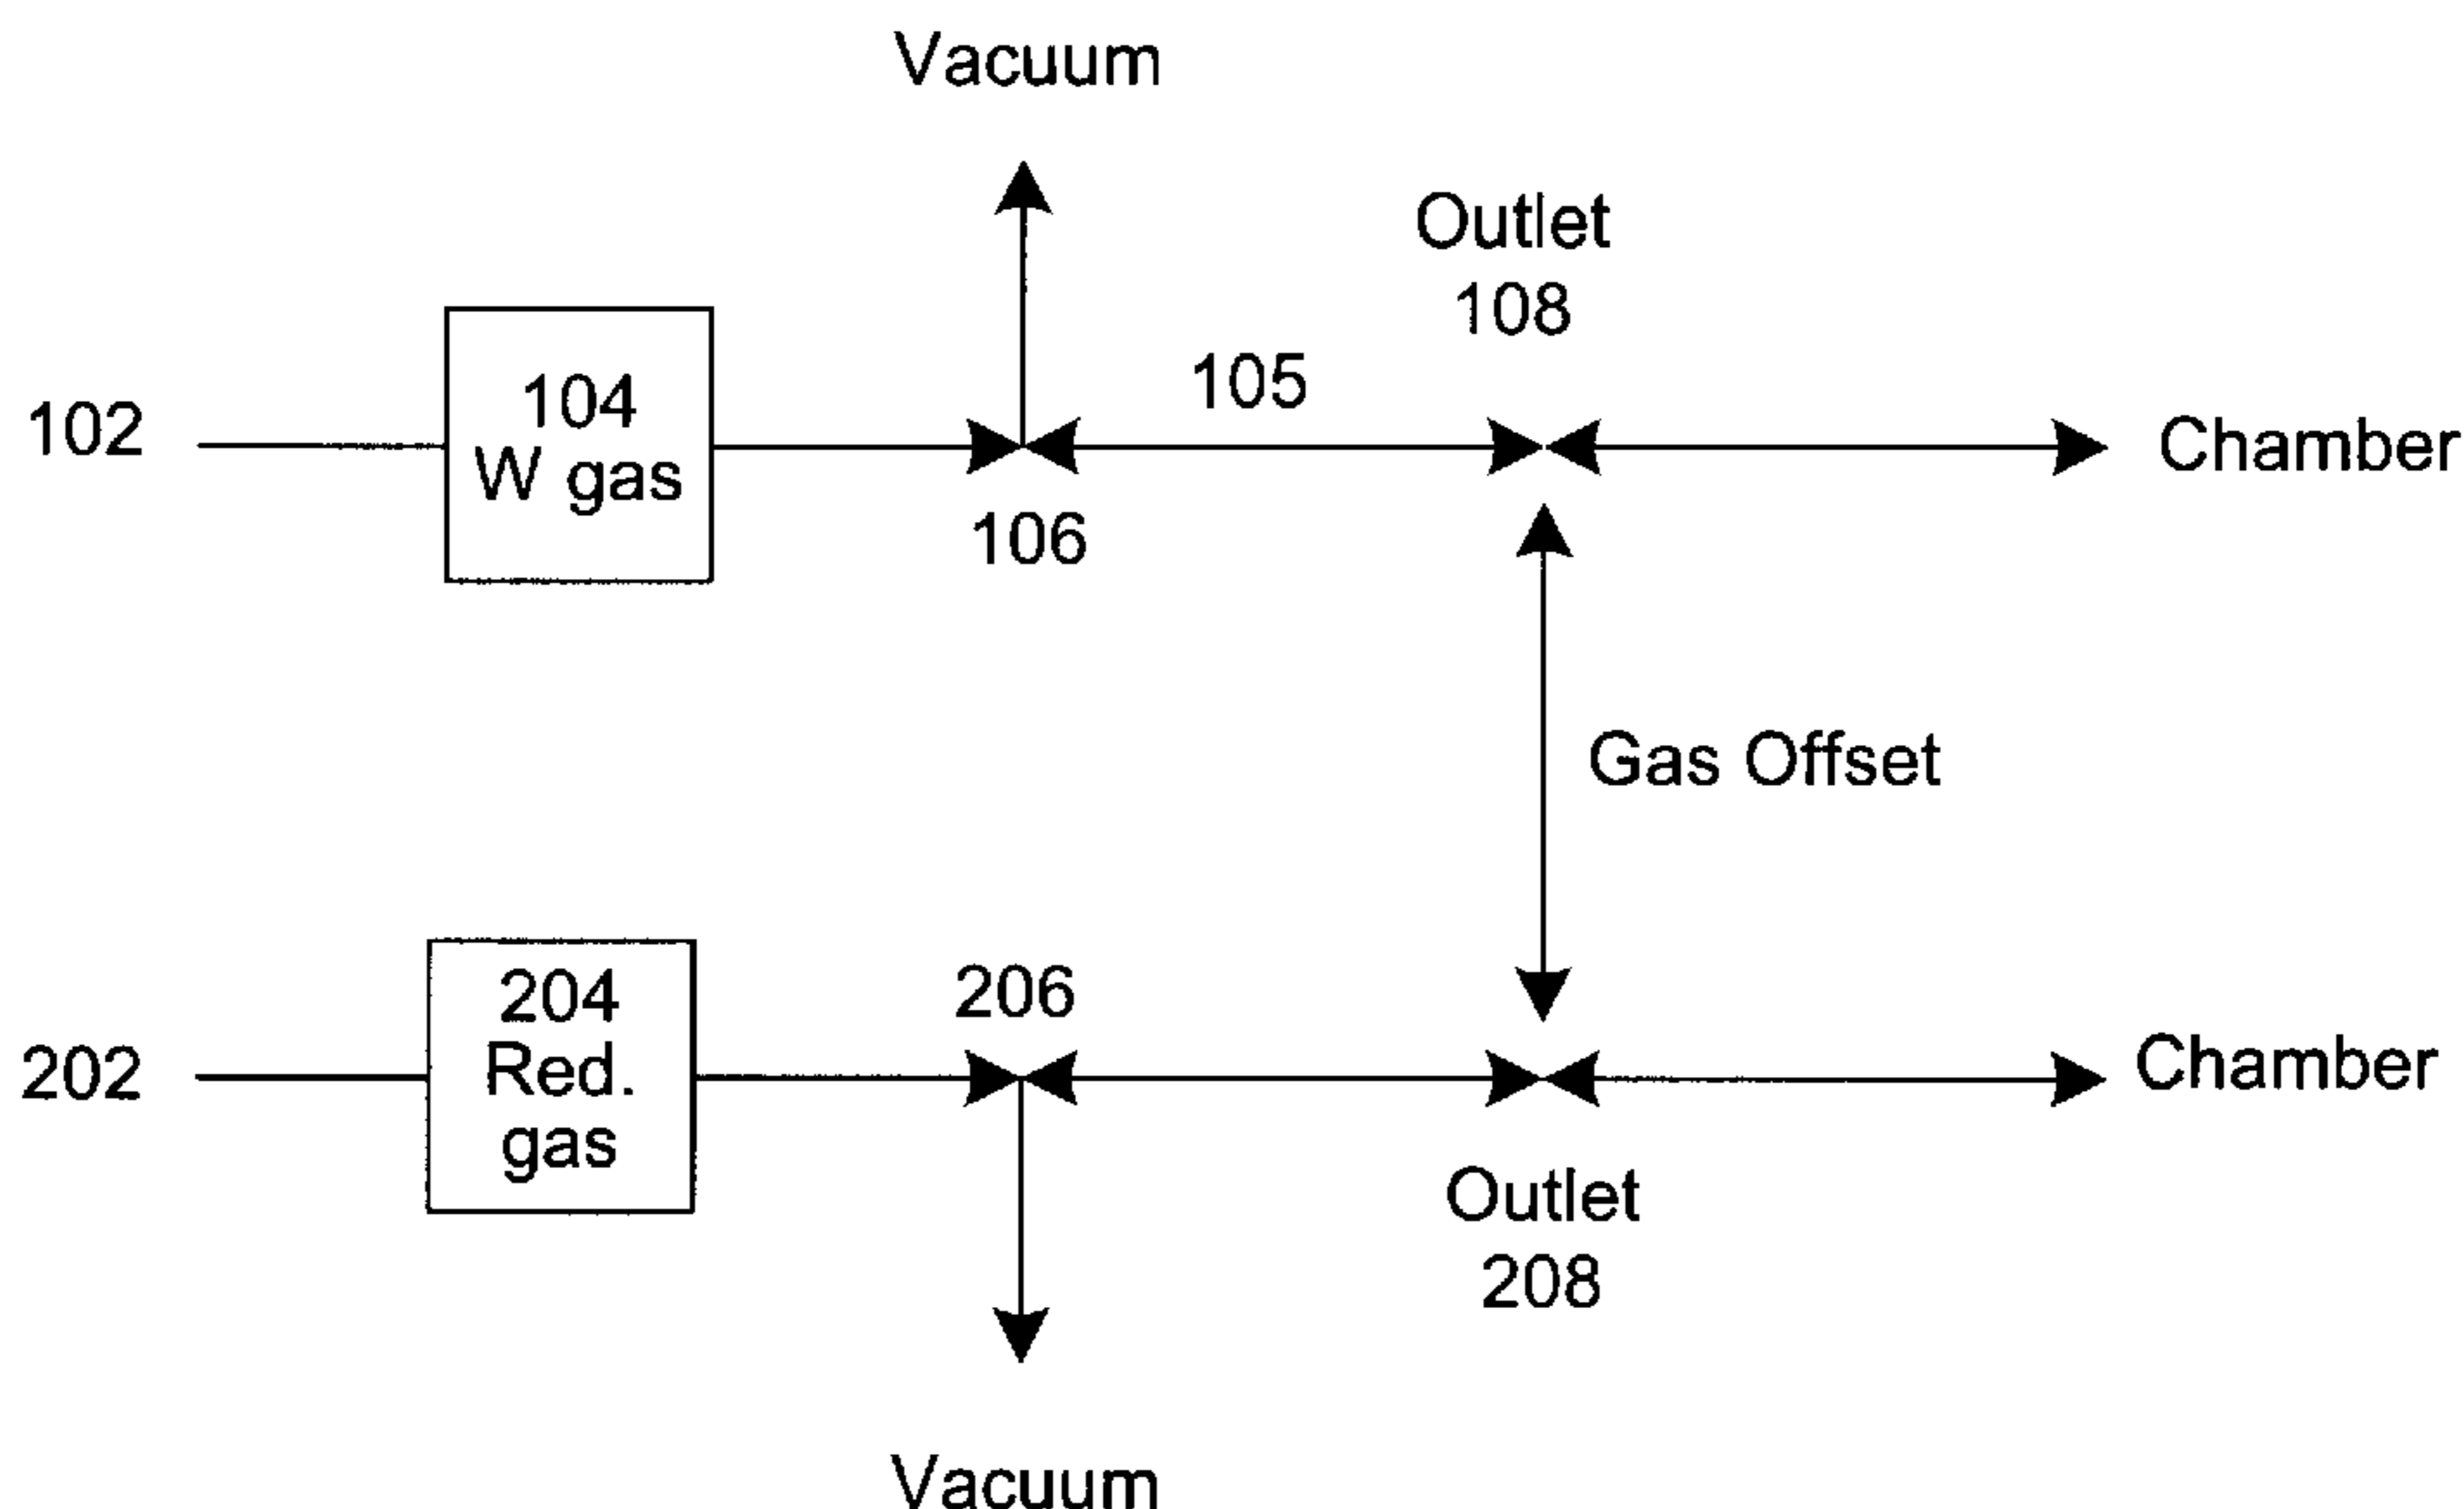 Vacuum
Outlet
108
105
102
104
W gas
Chamber
106
Gas Offset
204
Red.
gas
206
202
Chamber
Outlet
208
Vacuum